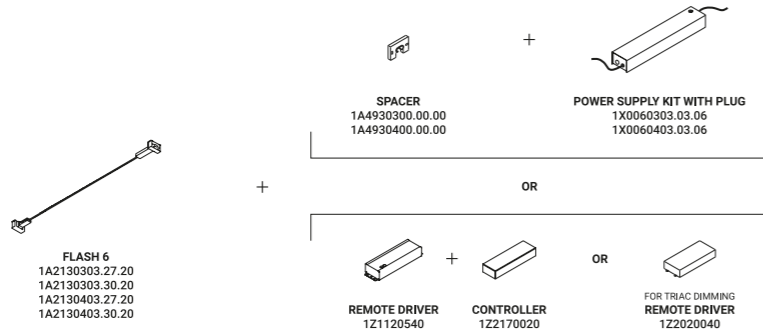 +
SPACER
1A4930300.00.00
1A4930400.00.00
POWER SUPPLY KIT WITH PLUG
1X0060303.03.06
1X0060403.03.06
+
OR
FLASH 6
1A2130303.27.20
1A2130303.30.20
1A2130403.27.20
1A2130403.30.20
+
OR
REMOTE DRIVER
1Z1120540
CONTROLLER
1Z2170020
FOR TRIAC DIMMING
REMOTE DRIVER
1Z2020040